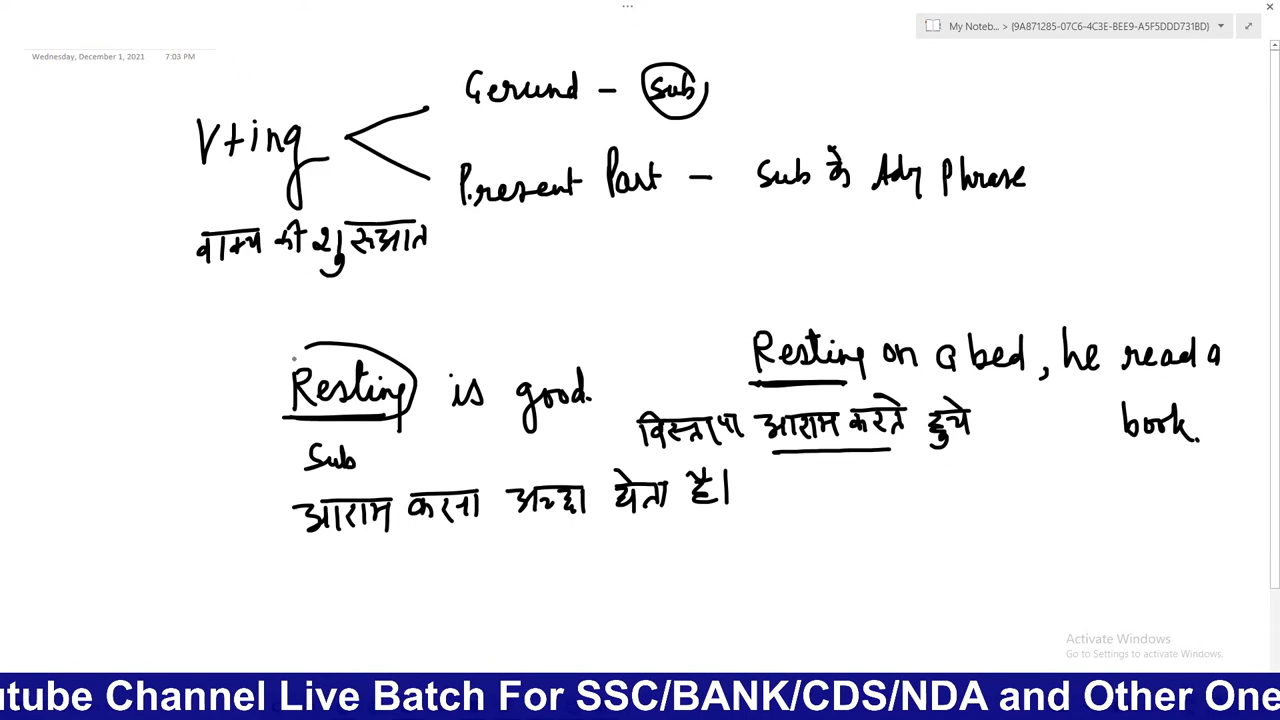 My Noteb... > {9A871285-07C6-4C3E-BEE9-A5F5DDD731BD}
Wednesday, December 1, 2021 7:03 PM
Gerund - Sub
V+ing
Present Part - Sub के Adj Phrase
वाक्य की शुरूआत
Resting on a bed, he read a
Resting is good.
विस्तर पर आराम करते हुये book.
Sub
आराम करना अच्छा होता है।
Activate Windows
Go to Settings to activate Windows.
utube Channel Live Batch For SSC/BANK/CDS/NDA and Other One